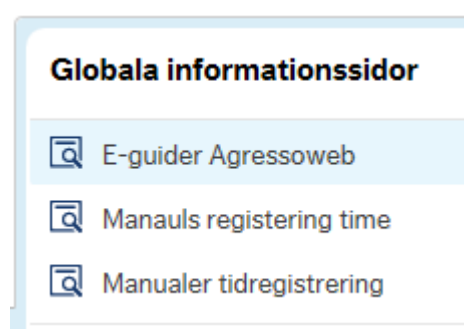 Globala informationssidor
E-guider Agressoweb
Manauls registering time
Manualer tidregistrering